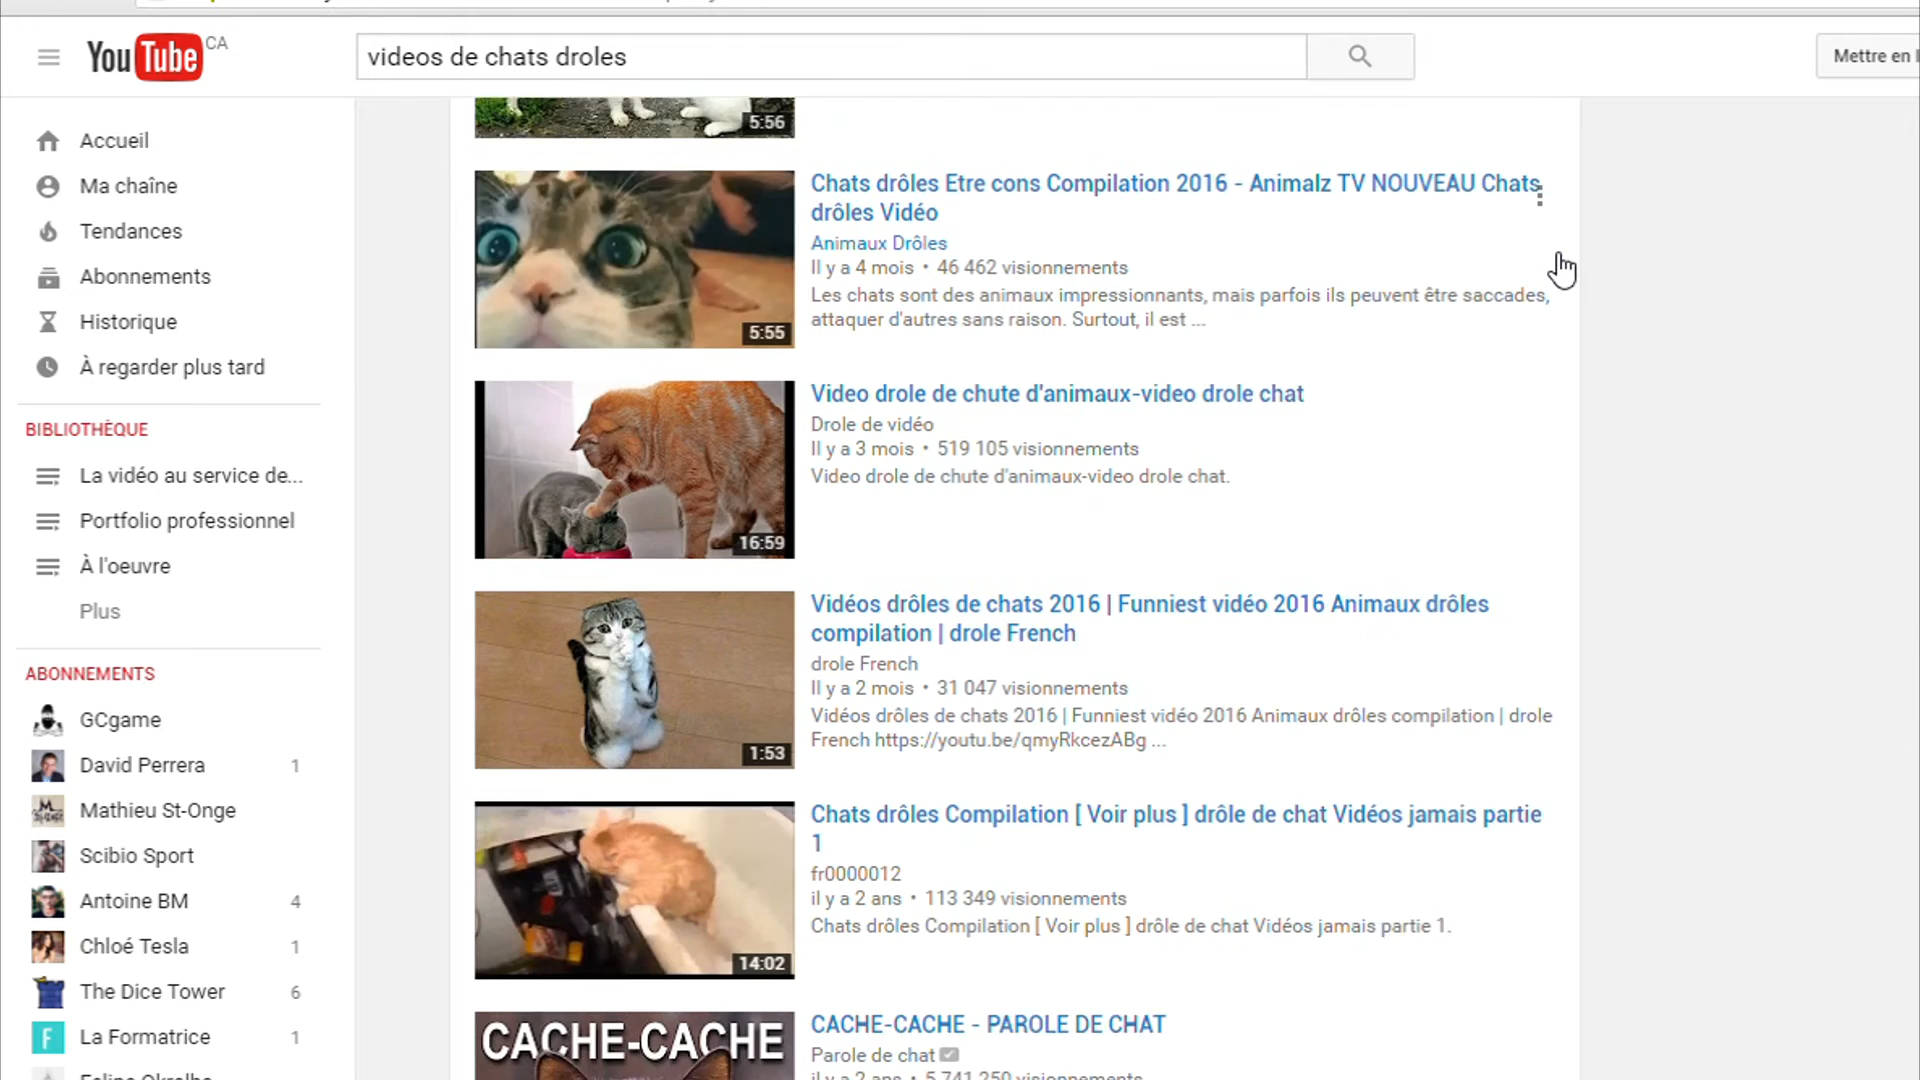 YouTube CA
videos de chats droles
Mettre en l
Accueil
Ma chaîne
Tendances
Abonnements
Historique
À regarder plus tard
BIBLIOTHÈQUE
La vidéo au service de...
Portfolio professionnel
À l'oeuvre
Plus
ABONNEMENTS
GCgame
David Perrera 1
Mathieu St-Onge
Scibio Sport
Antoine BM 4
Chloé Tesla 1
The Dice Tower 6
La Formatrice 1
5:56
Chats drôles Etre cons Compilation 2016 - Animalz TV NOUVEAU Chats
drôles Vidéo
Animaux Drôles
Il y a 4 mois • 46 462 visionnements
Les chats sont des animaux impressionnants, mais parfois ils peuvent être saccades,
attaquer d'autres sans raison. Surtout, il est ...
5:55
Video drole de chute d'animaux-video drole chat
Drole de vidéo
Il y a 3 mois • 519 105 visionnements
Video drole de chute d'animaux-video drole chat.
16:59
Vidéos drôles de chats 2016 | Funniest vidéo 2016 Animaux drôles
compilation | drole French
drole French
Il y a 2 mois • 31 047 visionnements
Vidéos drôles de chats 2016 | Funniest vidéo 2016 Animaux drôles compilation | drole
French https://youtu.be/qmyRkcezABg ...
1:53
Chats drôles Compilation [ Voir plus ] drôle de chat Vidéos jamais partie
1
fr0000012
il y a 2 ans • 113 349 visionnements
Chats drôles Compilation [ Voir plus ] drôle de chat Vidéos jamais partie 1.
14:02
CACHE-CACHE
CACHE-CACHE - PAROLE DE CHAT
Parole de chat
il y a 2 ans • 5 741 250 visionnements